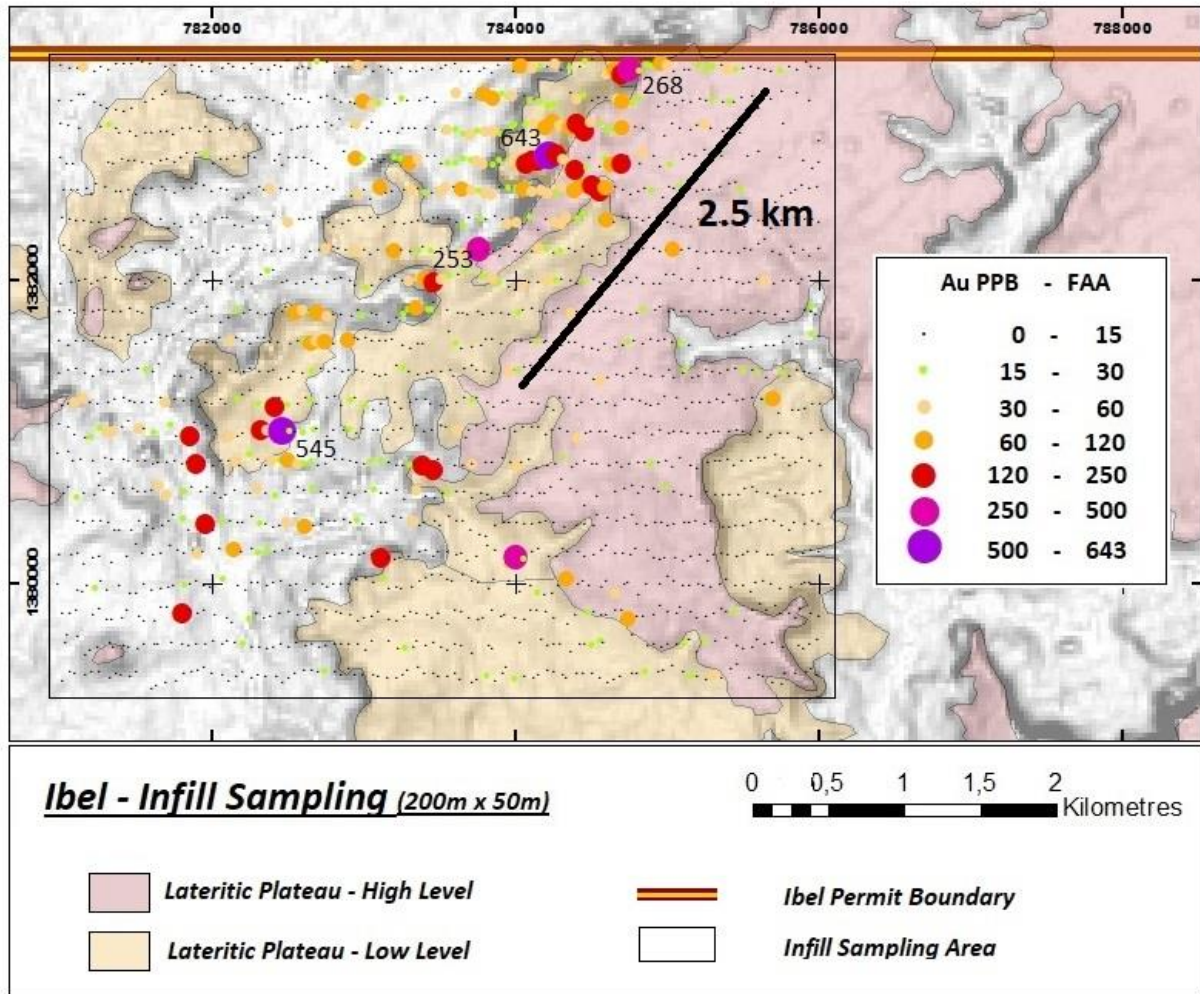 782000 784000 786000 788000
268
643
2.5 km
253
1382000
Au PPB - FAA
0 - 15
15 - 30
30 - 60
60 - 120
120 - 250
250 - 500
500 - 643
545
1380000
Ibel - Infill Sampling (200m x 50m)
0 0,5 1 1,5 2
Kilometres
Lateritic Plateau - High Level
Ibel Permit Boundary
Lateritic Plateau - Low Level
Infill Sampling Area